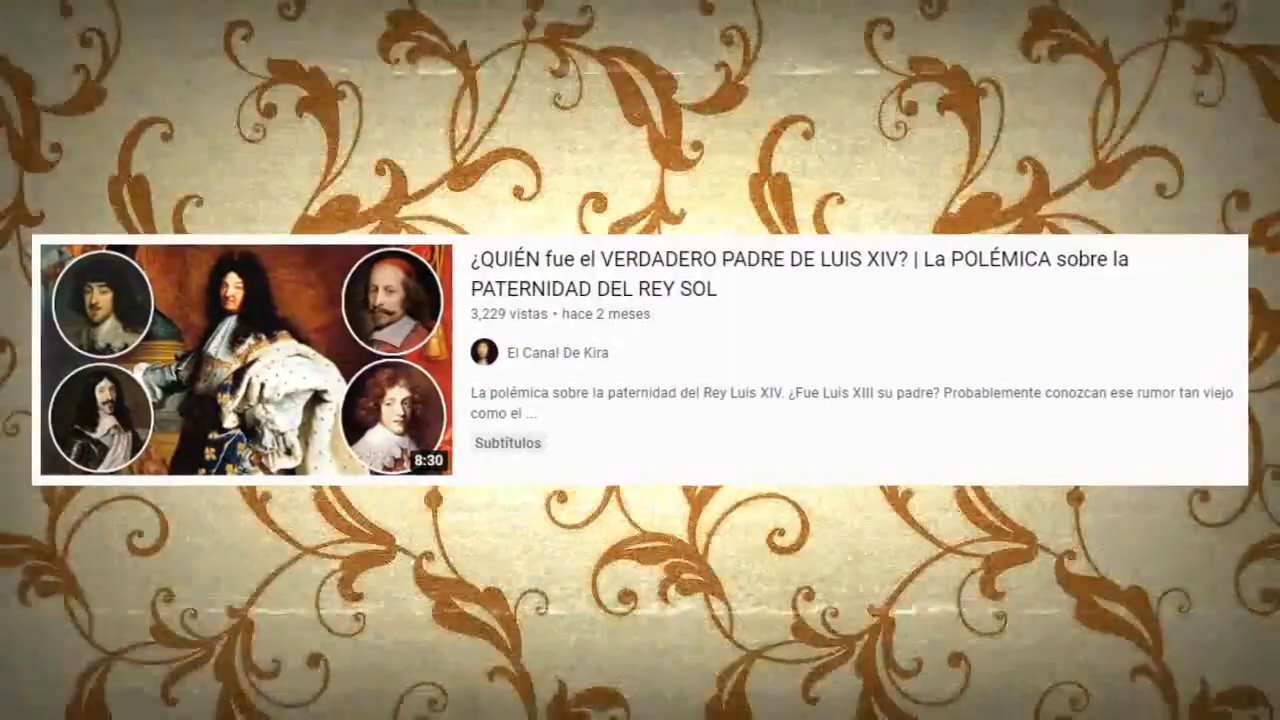 ¿QUIÉN fue el VERDADERO PADRE DE LUIS XIV? | La POLÉMICA sobre la
PATERNIDAD DEL REY SOL
3,229 vistas • hace 2 meses
El Canal De Kira
La polémica sobre la paternidad del Rey Luis XIV. ¿Fue Luis XIII su padre? Probablemente conozcan ese rumor tan viejo
como el ...
Subtítulos
8:30